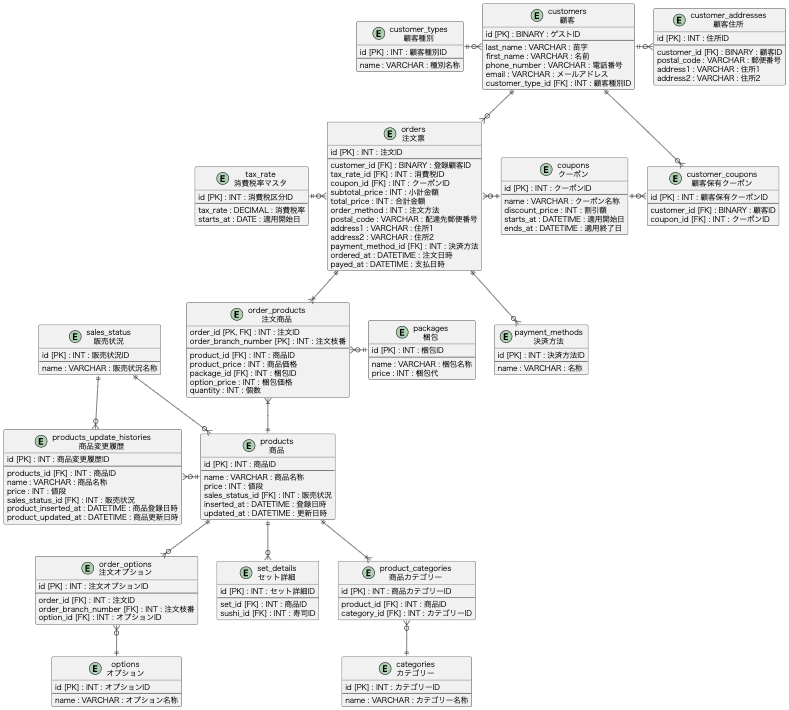 E customers
顧客
id [PK] : BINARY : ゲストID
last_name : VARCHAR : 苗字
first_name : VARCHAR : 名前
phone_number : VARCHAR : 電話番号
email : VARCHAR : メールアドレス
customer_type_id [FK] : INT : 顧客種別ID
E customer_types
顧客種別
id [PK] : INT : 顧客種別ID
name : VARCHAR : 種別名称
E customer_addresses
顧客住所
id [PK] : INT : 住所ID
customer_id [FK] : BINARY : 顧客ID
postal_code : VARCHAR : 郵便番号
address1 : VARCHAR : 住所1
address2 : VARCHAR : 住所2
E orders
注文票
id [PK] : INT : 注文ID
customer_id [FK] : BINARY : 登録顧客ID
tax_rate_id [FK] : INT : 消費税ID
coupon_id [FK] : INT : クーポンID
subtotal_price : INT : 小計金額
total_price : INT : 合計金額
order_method : INT : 注文方法
postal_code : VARCHAR : 配達先郵便番号
address1 : VARCHAR : 住所1
address2 : VARCHAR : 住所2
payment_method_id [FK] : INT : 決済方法
ordered_at : DATETIME : 注文日時
payed_at : DATETIME : 支払日時
E tax_rate
消費税率マスタ
id [PK] : INT : 消費税区分ID
tax_rate : DECIMAL : 消費税率
starts_at : DATE : 適用開始日
E coupons
クーポン
id [PK] : INT : クーポンID
name : VARCHAR : クーポン名称
discount_price : INT : 割引額
starts_at : DATETIME : 適用開始日
ends_at : DATETIME : 適用終了日
E customer_coupons
顧客保有クーポン
id [PK] : INT : 顧客保有クーポンID
customer_id [FK] : BINARY : 顧客ID
coupon_id [FK] : INT : クーポンID
E order_products
注文商品
order_id [PK, FK] : INT : 注文ID
order_branch_number [PK] : INT : 注文枝番
product_id [FK] : INT : 商品ID
product_price : INT : 商品価格
package_id [FK] : INT : 梱包ID
option_price : INT : 梱包価格
quantity : INT : 個数
E sales_status
販売状況
id [PK] : INT : 販売状況ID
name : VARCHAR : 販売状況名称
E packages
梱包
id [PK] : INT : 梱包ID
name : VARCHAR : 梱包名称
price : INT : 梱包代
E payment_methods
決済方法
id [PK] : INT : 決済方法ID
name : VARCHAR : 名称
E products_update_histories
商品変更履歴
id [PK] : INT : 商品変更履歴ID
products_id [FK] : INT : 商品ID
name : VARCHAR : 商品名称
price : INT : 値段
sales_status_id [FK] : INT : 販売状況
product_inserted_at : DATETIME : 商品登録日時
product_updated_at : DATETIME : 商品更新日時
E products
商品
id [PK] : INT : 商品ID
name : VARCHAR : 商品名称
price : INT : 値段
sales_status_id [FK] : INT : 販売状況
inserted_at : DATETIME : 登録日時
updated_at : DATETIME : 更新日時
E order_options
注文オプション
id [PK] : INT : 注文オプションID
order_id [FK] : INT : 注文ID
order_branch_number [FK] : INT : 注文枝番
option_id [FK] : INT : オプションID
E set_details
セット詳細
id [PK] : INT : セット詳細ID
set_id [FK] : INT : 商品ID
sushi_id [FK] : INT : 寿司ID
E product_categories
商品カテゴリー
id [PK] : INT : 商品カテゴリーID
product_id [FK] : INT : 商品ID
category_id [FK] : INT : カテゴリーID
E options
オプション
id [PK] : INT : オプションID
name : VARCHAR : オプション名称
E categories
カテゴリー
id [PK] : INT : カテゴリーID
name : VARCHAR : カテゴリー名称